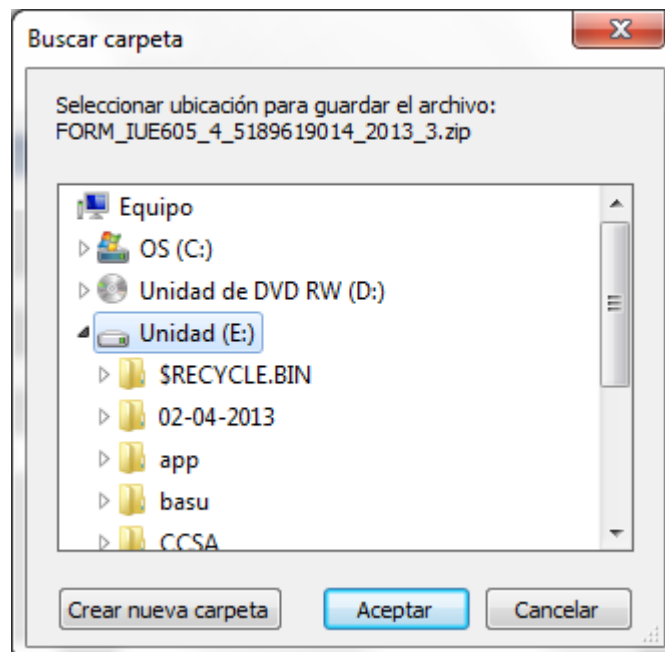 Buscar carpeta
Seleccionar ubicación para guardar el archivo:
FORM_IUE605_4_5189619014_2013_3.zip
Equipo
OS (C:)
Unidad de DVD RW (D:)
Unidad (E:)
$RECYCLE.BIN
02-04-2013
app
basu
CCSA
Crear nueva carpeta
Aceptar
Cancelar